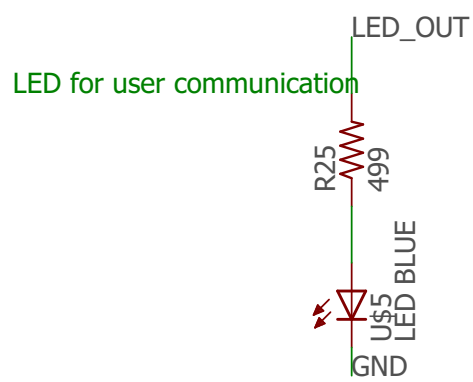 LED_OUT
LED for user communication
R25
499
U$5
LED BLUE
GND